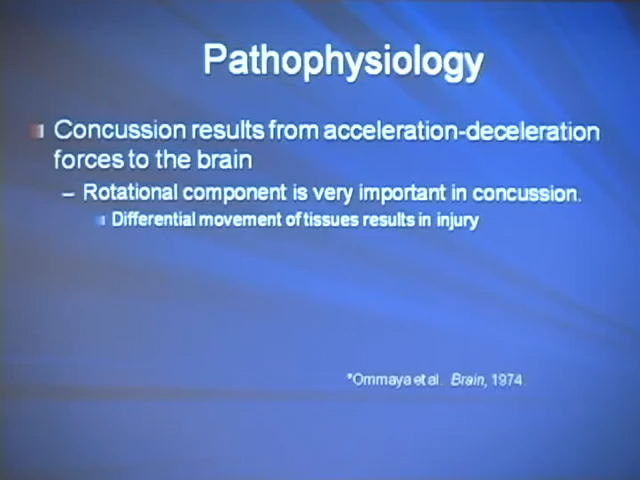 Pathophysiology
Concussion results from acceleration-deceleration
forces to the brain
– Rotational component is very important in concussion.
Differential movement of tissues results in injury
*Ommaya et al. Brain, 1974.